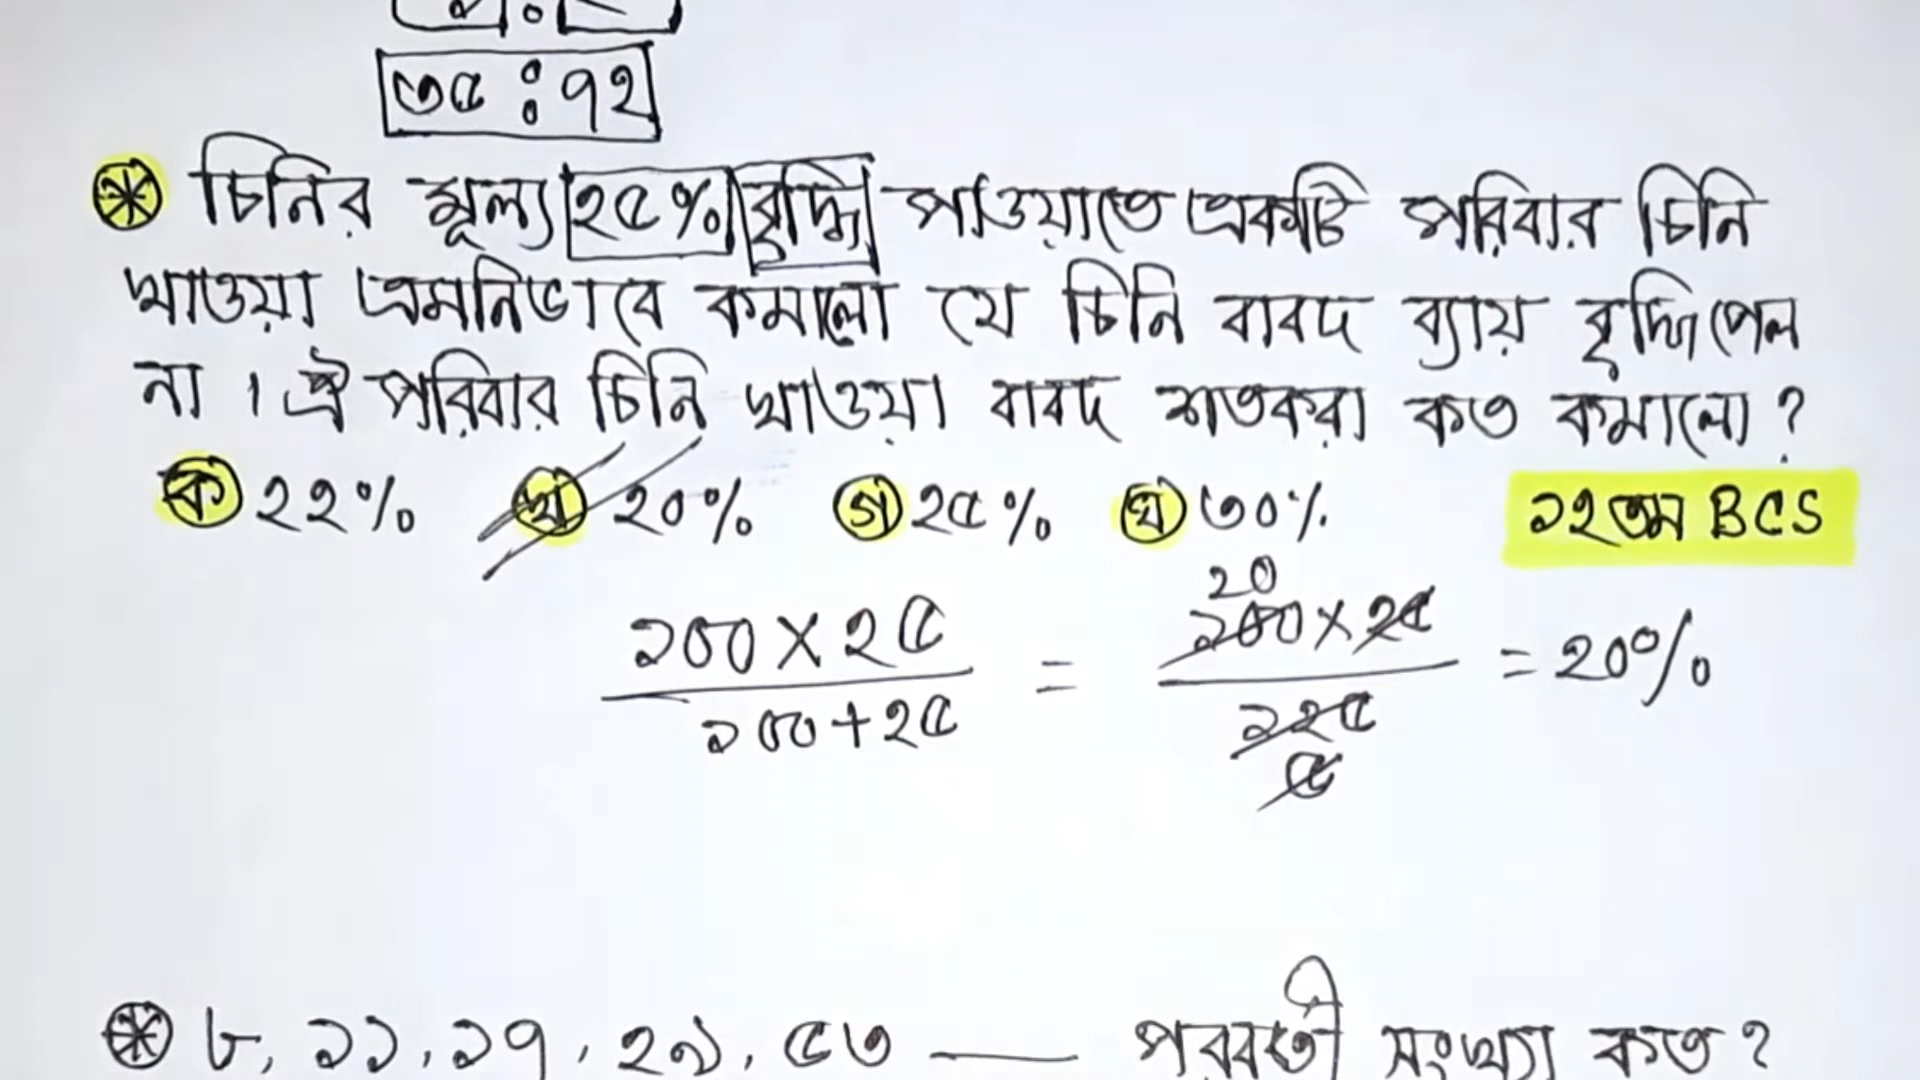 ৩৫ : ৭২
চিনির মূল্য ২৫% বৃদ্ধি পাওয়াতে একটি পরিবার চিনি
খাওয়া এমনিভাবে কমালো যে চিনি বাবদ ব্যায় বৃদ্ধি পেল
না । ঐ পরিবার চিনি খাওয়া বাবদ শতকরা কত কমালো ?
ক ২২% খ ২০% গ ২৫% ঘ ৩০% ১২তম BCS
২০
১০০ × ২৫ = ১০০ × ২৫ = ২০%
১০০ + ২৫ ১২৫
৫
৮, ১১, ১৭, ২৯, ৫৩ — পরবর্তী সংখ্যা কত ?